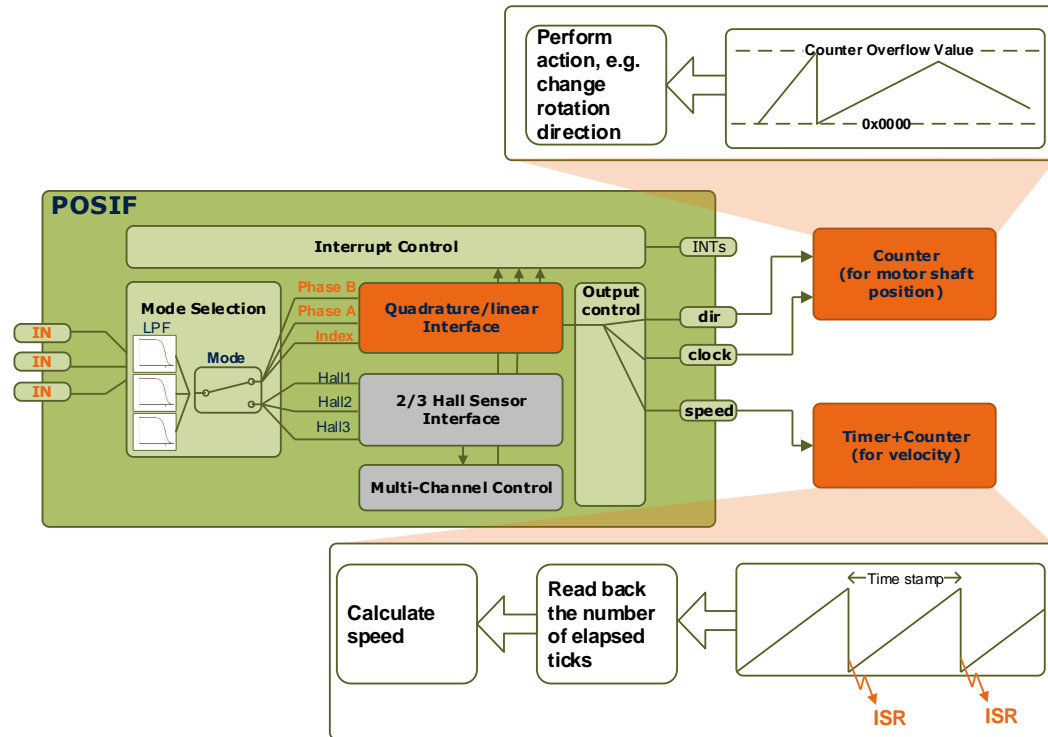 Perform
action, e.g.
change
rotation
direction
Counter Overflow Value
0x0000
POSIF
Interrupt Control
INTs
Mode Selection
LPF
Mode
IN
IN
IN
Phase B
Phase A
Index
Hall1
Hall2
Hall3
Quadrature/linear
Interface
2/3 Hall Sensor
Interface
Multi-Channel Control
Output
control
dir
clock
speed
Counter
(for motor shaft
position)
Timer+Counter
(for velocity)
Calculate
speed
Read back
the number
of elapsed
ticks
Time stamp
ISR
ISR